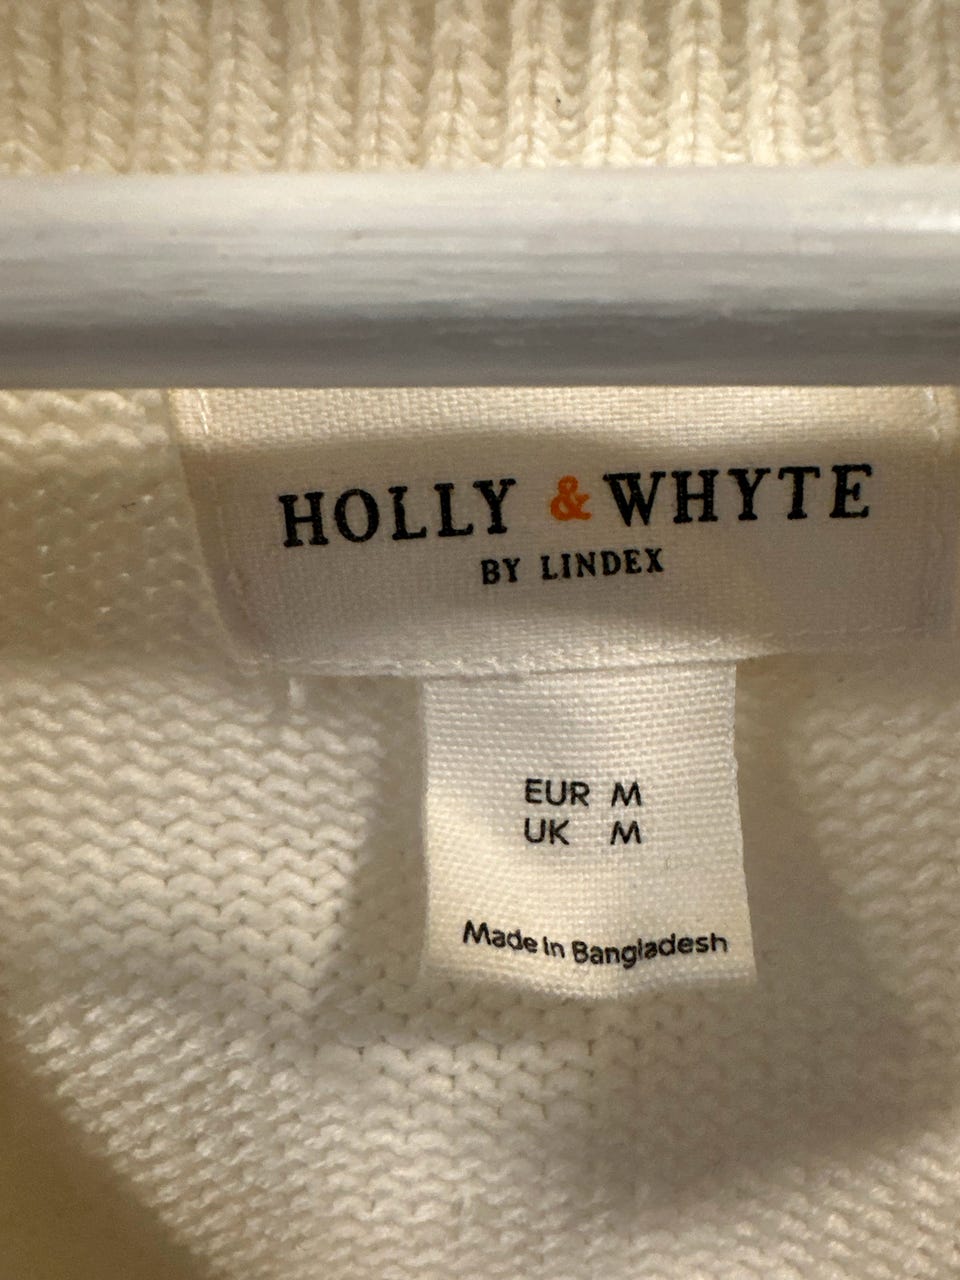 HOLLY & WHYTE
BY LINDEX
EUR M
UK M
Made In Bangladesh